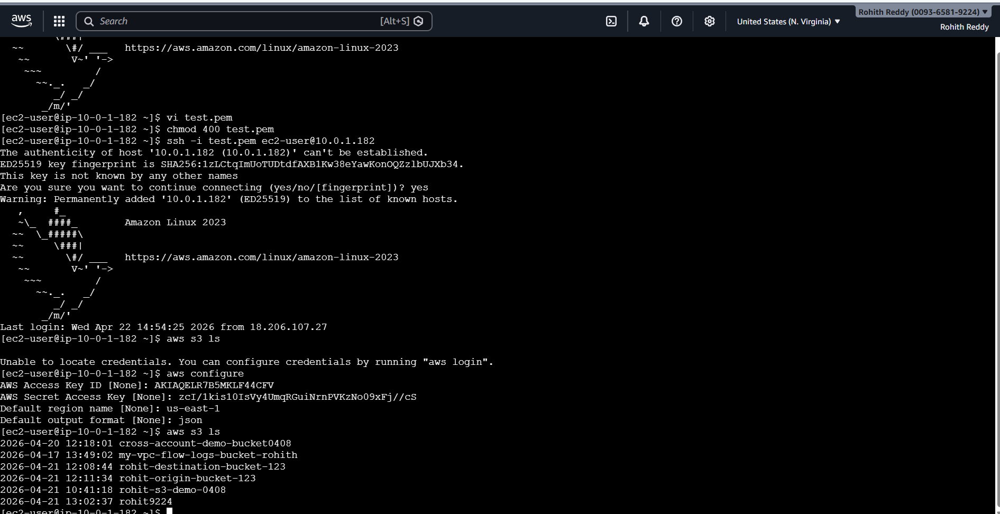 aws
Search [Alt+S]
United States (N. Virginia) ▼
Rohith Reddy (0093-6581-9224) ▼
Rohith Reddy
        \###|
  ~~       \#/ ___   https://aws.amazon.com/linux/amazon-linux-2023
   ~~       V~' '->
    ~~~         /
      ~~._.   _/
         _/ _/
       _/m/'
[ec2-user@ip-10-0-1-182 ~]$ vi test.pem
[ec2-user@ip-10-0-1-182 ~]$ chmod 400 test.pem
[ec2-user@ip-10-0-1-182 ~]$ ssh -i test.pem ec2-user@10.0.1.182
The authenticity of host '10.0.1.182 (10.0.1.182)' can't be established.
ED25519 key fingerprint is SHA256:1zLCtqImUoTUDtdfAXB1Kw38eYawKonOQZzlbUJXb34.
This key is not known by any other names
Are you sure you want to continue connecting (yes/no/[fingerprint])? yes
Warning: Permanently added '10.0.1.182' (ED25519) to the list of known hosts.
   ,     #_
   ~\_  ####_        Amazon Linux 2023
  ~~  \_#####\
  ~~     \###|
  ~~       \#/ ___   https://aws.amazon.com/linux/amazon-linux-2023
   ~~       V~' '->
    ~~~         /
      ~~._.   _/
         _/ _/
       _/m/'
Last login: Wed Apr 22 14:54:25 2026 from 18.206.107.27
[ec2-user@ip-10-0-1-182 ~]$ aws s3 ls
Unable to locate credentials. You can configure credentials by running "aws login".
[ec2-user@ip-10-0-1-182 ~]$ aws configure
AWS Access Key ID [None]: AKIAQELR7B5MKLF44CFV
AWS Secret Access Key [None]: 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
Default region name [None]: us-east-1
Default output format [None]: json
[ec2-user@ip-10-0-1-182 ~]$ aws s3 ls
2026-04-20 12:18:01 cross-account-demo-bucket0408
2026-04-17 13:49:02 my-vpc-flow-logs-bucket-rohith
2026-04-21 12:08:44 rohit-destination-bucket-123
2026-04-21 12:11:34 rohit-origin-bucket-123
2026-04-21 10:41:18 rohit-s3-demo-0408
2026-04-21 13:02:37 rohit9224
[ec2-user@ip-10-0-1-182 ~]$